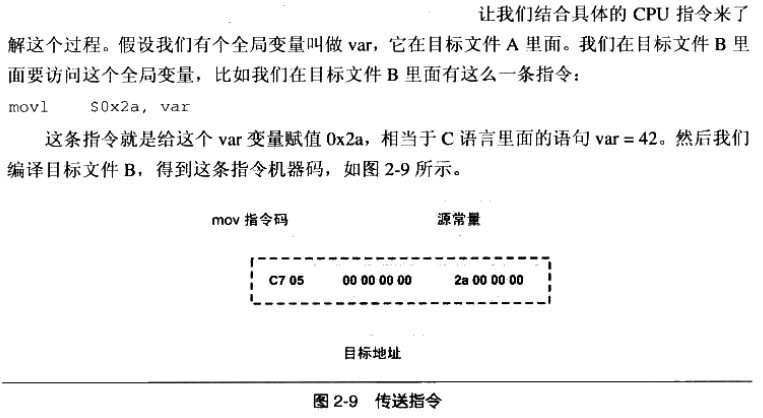 让我们结合具体的 CPU 指令来了
解这个过程。假设我们有个全局变量叫做 var，它在目标文件 A 里面。我们在目标文件 B 里
面要访问这个全局变量，比如我们在目标文件 B 里面有这么一条指令：
movl $0x2a, var
这条指令就是给这个 var 变量赋值 0x2a，相当于 C 语言里面的语句 var = 42。然后我们
编译目标文件 B，得到这条指令机器码，如图 2-9 所示。
mov 指令码 源常量
C7 05 00 00 00 00 2a 00 00 00
目标地址
图 2-9 传送指令